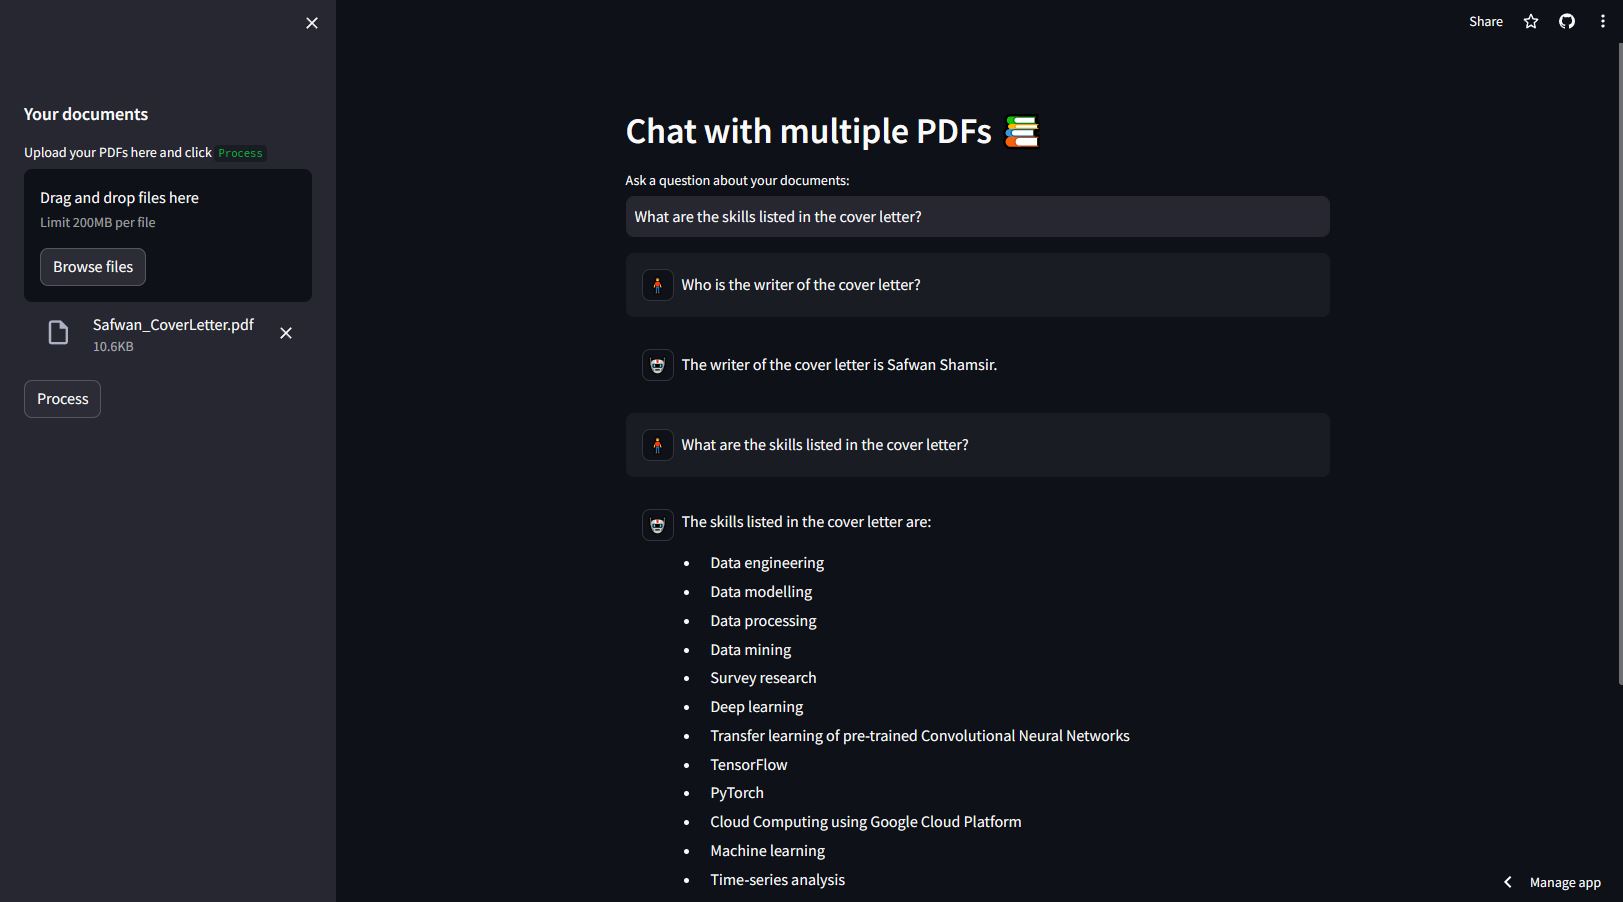 Share
Your documents
Upload your PDFs here and click Process
Drag and drop files here
Limit 200MB per file
Browse files
Safwan_CoverLetter.pdf
10.6KB
Process
Chat with multiple PDFs
Ask a question about your documents:
What are the skills listed in the cover letter?
Who is the writer of the cover letter?
The writer of the cover letter is Safwan Shamsir.
What are the skills listed in the cover letter?
The skills listed in the cover letter are:
• Data engineering
• Data modelling
• Data processing
• Data mining
• Survey research
• Deep learning
• Transfer learning of pre-trained Convolutional Neural Networks
• TensorFlow
• PyTorch
• Cloud Computing using Google Cloud Platform
• Machine learning
• Time-series analysis
Manage app